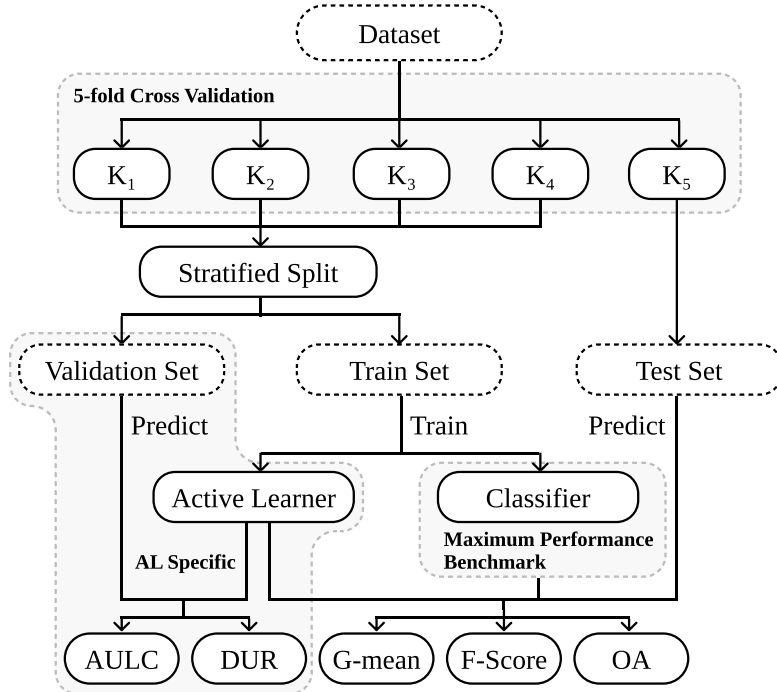 Dataset
5-fold Cross Validation
K₁
K₂
K₃
K₄
K₅
Stratified Split
Validation Set
Train Set
Test Set
Predict
Train
Predict
Active Learner
Classifier
Maximum Performance
Benchmark
AL Specific
AULC
DUR
G-mean
F-Score
OA